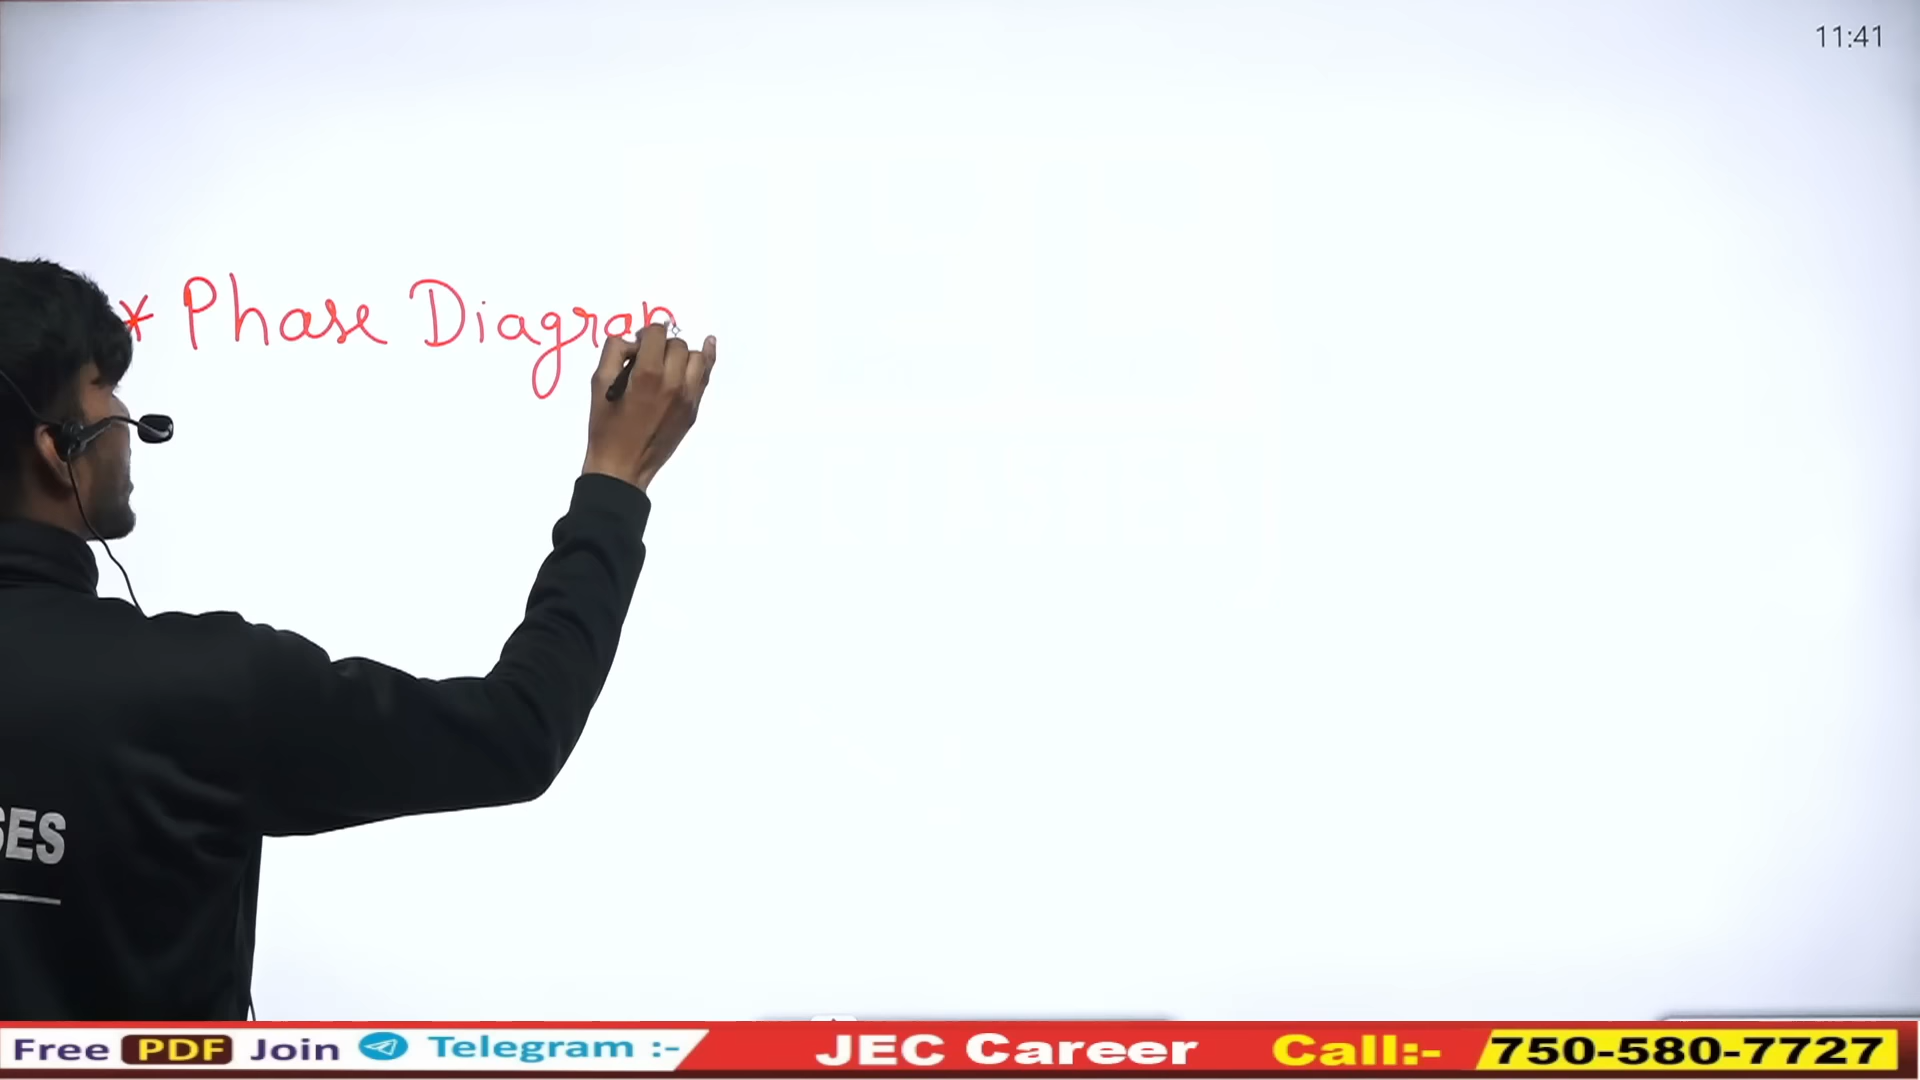 11:41
* Phase Diagram
SES
Free PDF Join Telegram :- JEC Career Call:- 750-580-7727